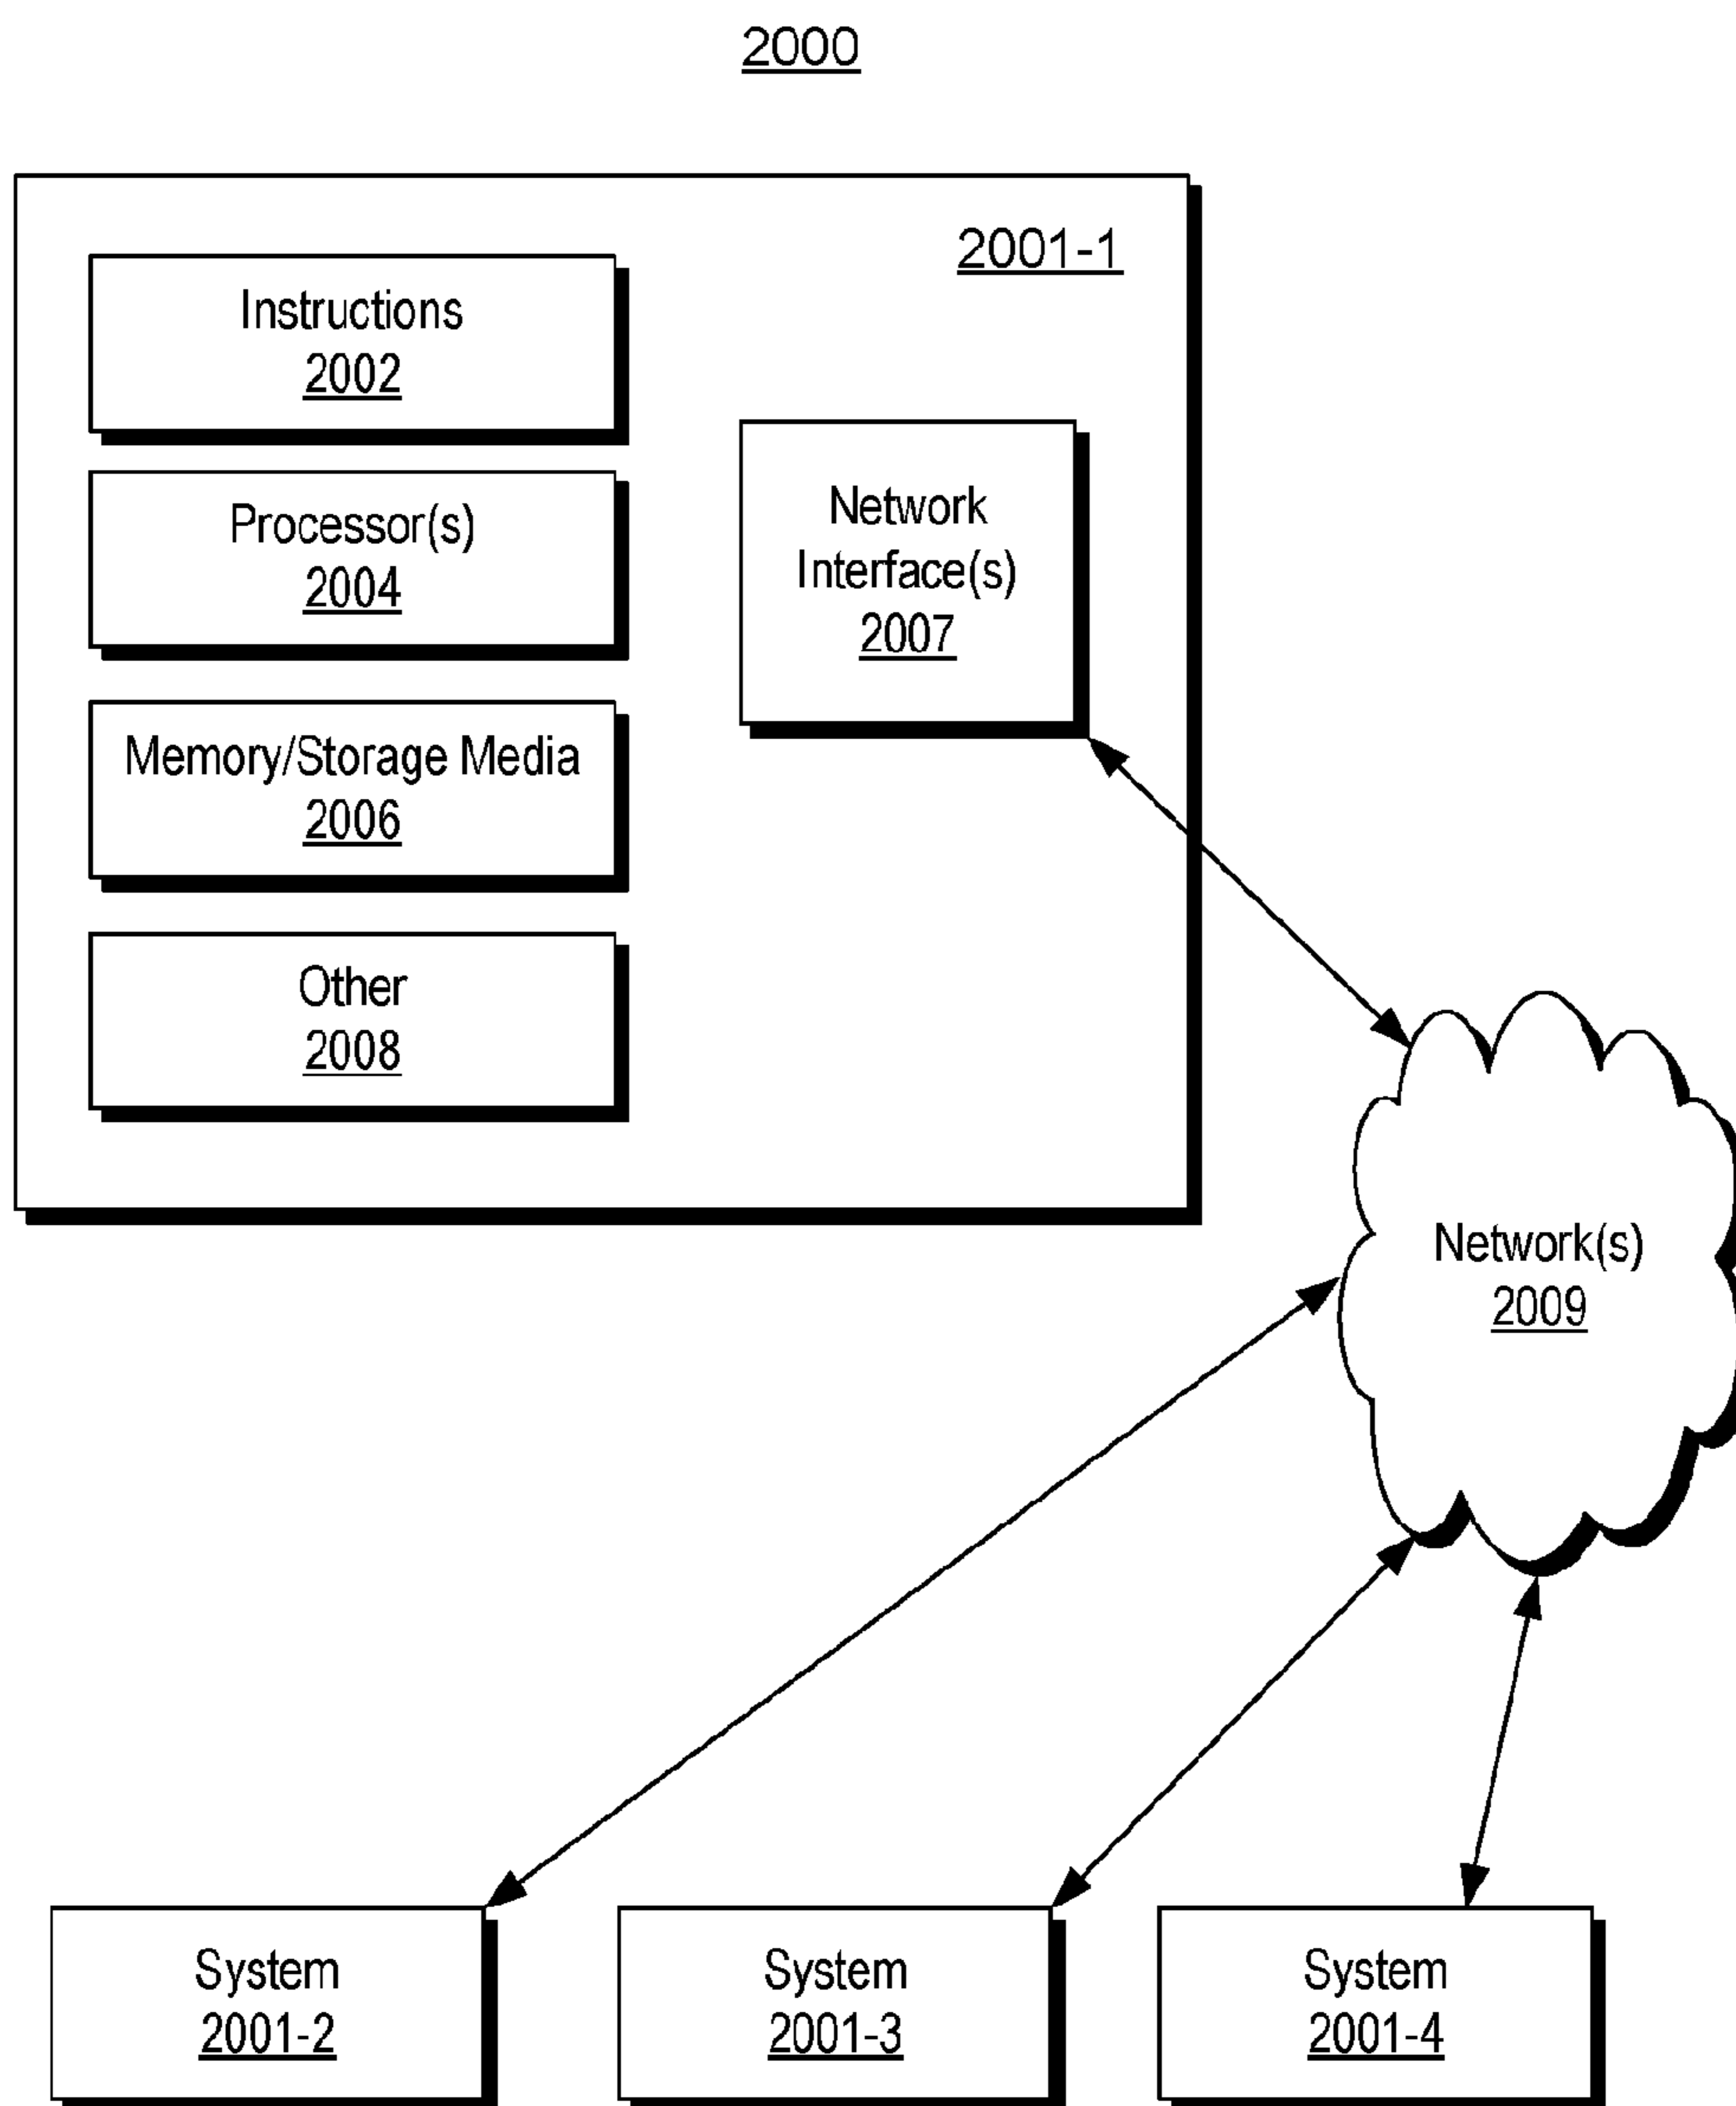 2000
2001-1
Instructions
2002
Processor(s)
2004
Memory/Storage Media
2006
Other
2008
Network
Interface(s)
2007
Network(s)
2009
System
2001-2
System
2001-3
System
2001-4